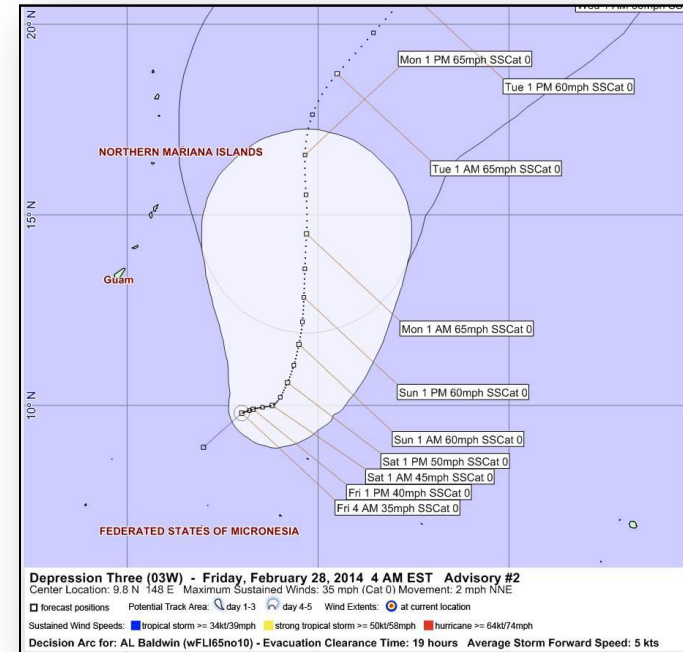 20° N
Mon 1 PM 65mph SSCat 0
Tue 1 PM 60mph SSCat 0
NORTHERN MARIANA ISLANDS
Tue 1 AM 65mph SSCat 0
15° N
Guam
Mon 1 AM 65mph SSCat 0
Sun 1 PM 60mph SSCat 0
10° N
Sun 1 AM 60mph SSCat 0
Sat 1 PM 50mph SSCat 0
Sat 1 AM 45mph SSCat 0
Fri 1 PM 40mph SSCat 0
Fri 4 AM 35mph SSCat 0
FEDERATED STATES OF MICRONESIA
Depression Three (03W) - Friday, February 28, 2014 4 AM EST Advisory #2
Center Location: 9.8 N 148 E Maximum Sustained Winds: 35 mph (Cat 0) Movement: 2 mph NNE
forecast positions Potential Track Area: day 1-3 day 4-5 Wind Extents: at current location
Sustained Wind Speeds: tropical storm >= 34kt/39mph strong tropical storm >= 50kt/58mph hurricane >= 64kt/74mph
Decision Arc for: AL Baldwin (wFLI65no10) - Evacuation Clearance Time: 19 hours Average Storm Forward Speed: 5 kts